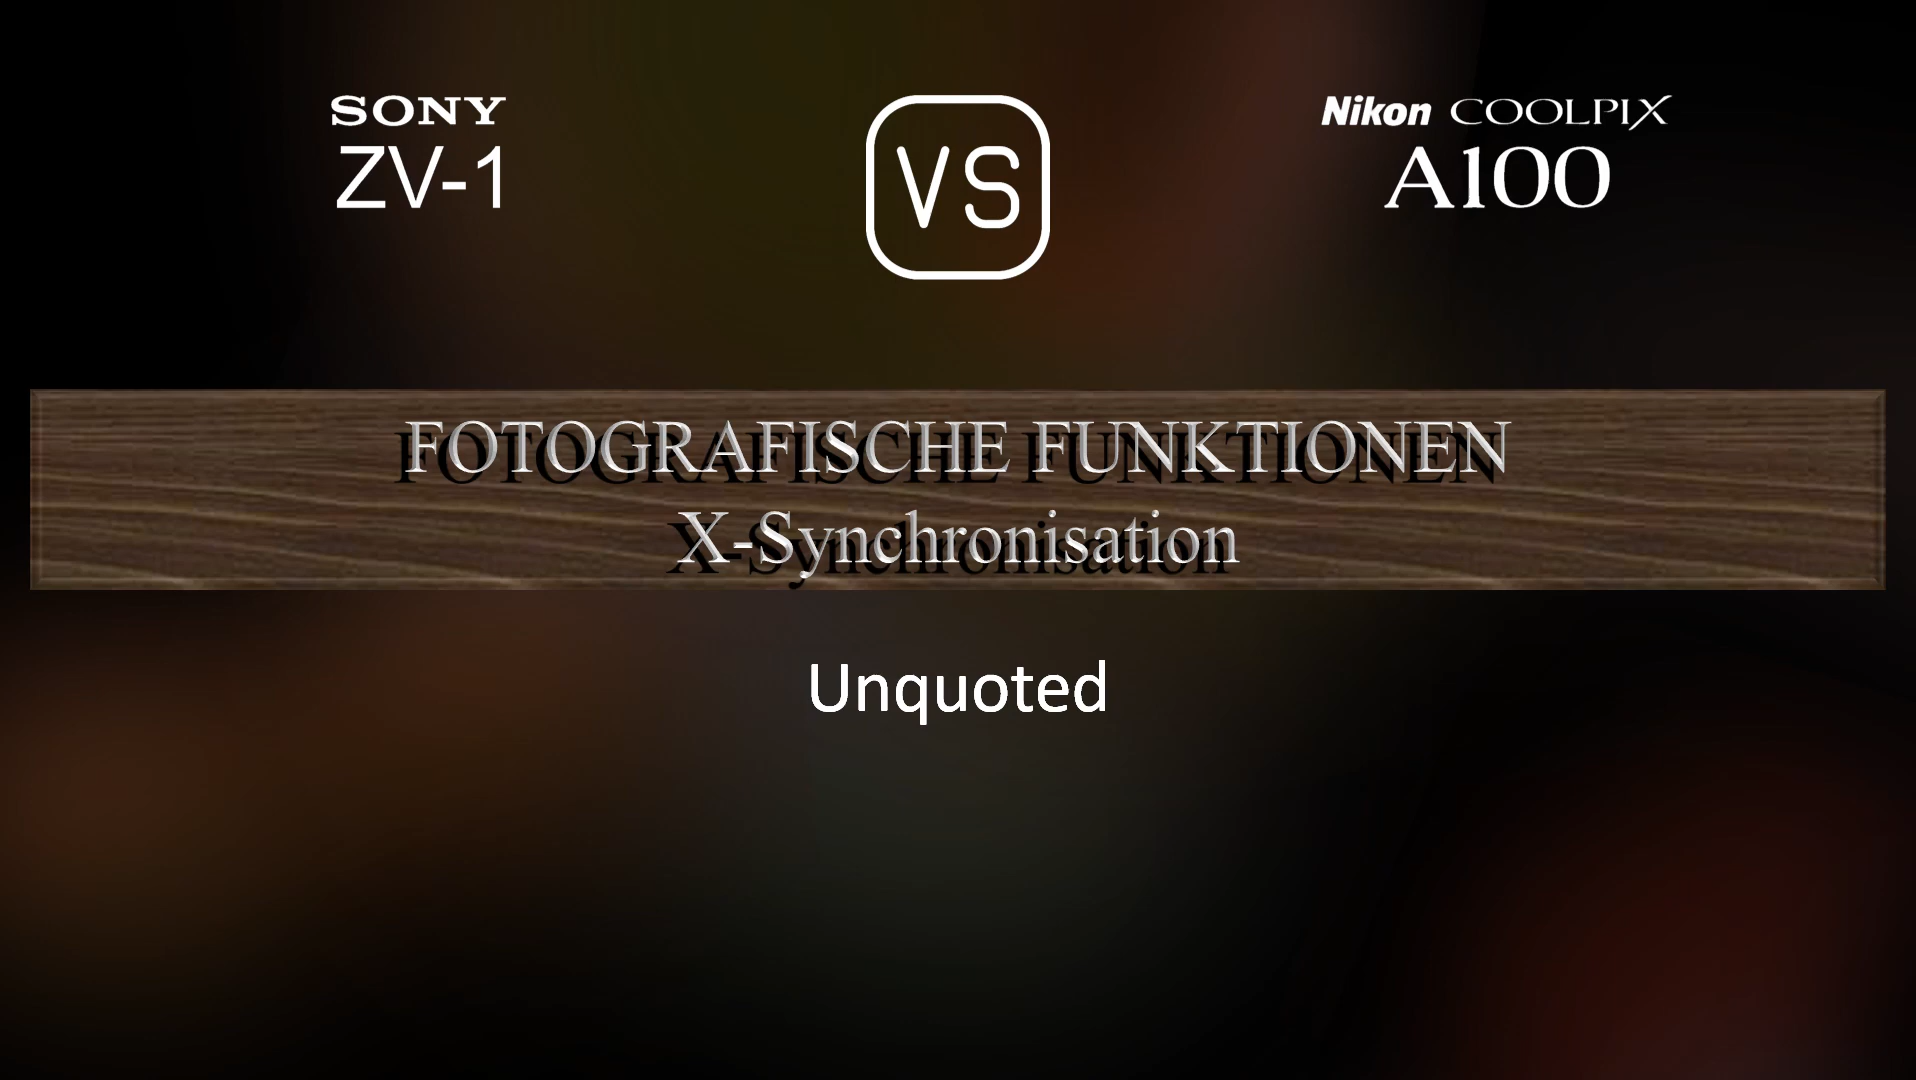 SONY
ZV-1
VS
Nikon COOLPIX
A100
FOTOGRAFISCHE FUNKTIONEN
X-Synchronisation
Unquoted